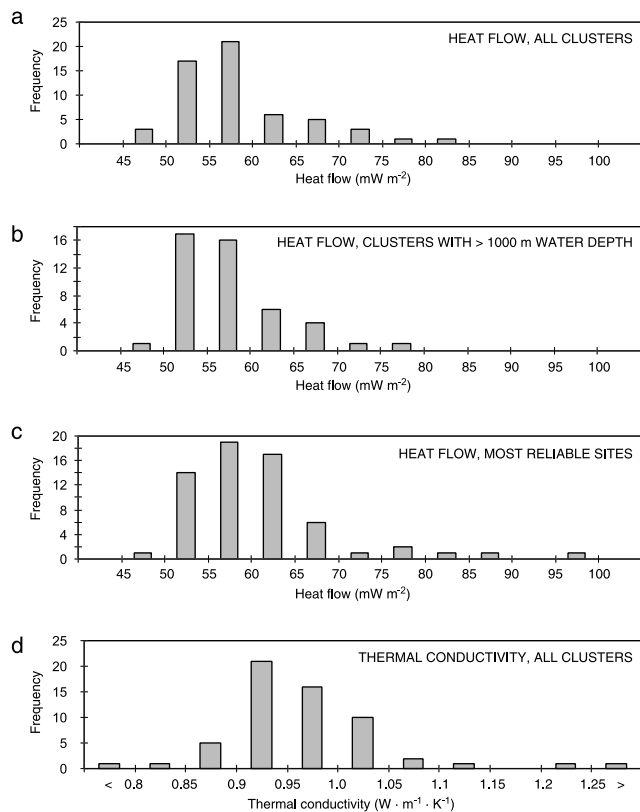 a
HEAT FLOW, ALL CLUSTERS
Frequency
25
20
15
10
5
0
45 50 55 60 65 70 75 80 85 90 95 100
Heat flow (mW m⁻²)
b
HEAT FLOW, CLUSTERS WITH > 1000 m WATER DEPTH
Frequency
16
12
8
4
0
45 50 55 60 65 70 75 80 85 90 95 100
Heat flow (mW m⁻²)
c
HEAT FLOW, MOST RELIABLE SITES
Frequency
20
16
12
8
4
0
45 50 55 60 65 70 75 80 85 90 95 100
Heat flow (mW m⁻²)
d
THERMAL CONDUCTIVITY, ALL CLUSTERS
Frequency
25
20
15
10
5
0
< 0.8 0.85 0.9 0.95 1.0 1.05 1.1 1.15 1.2 1.25 >
Thermal conductivity (W · m⁻¹ · K⁻¹)